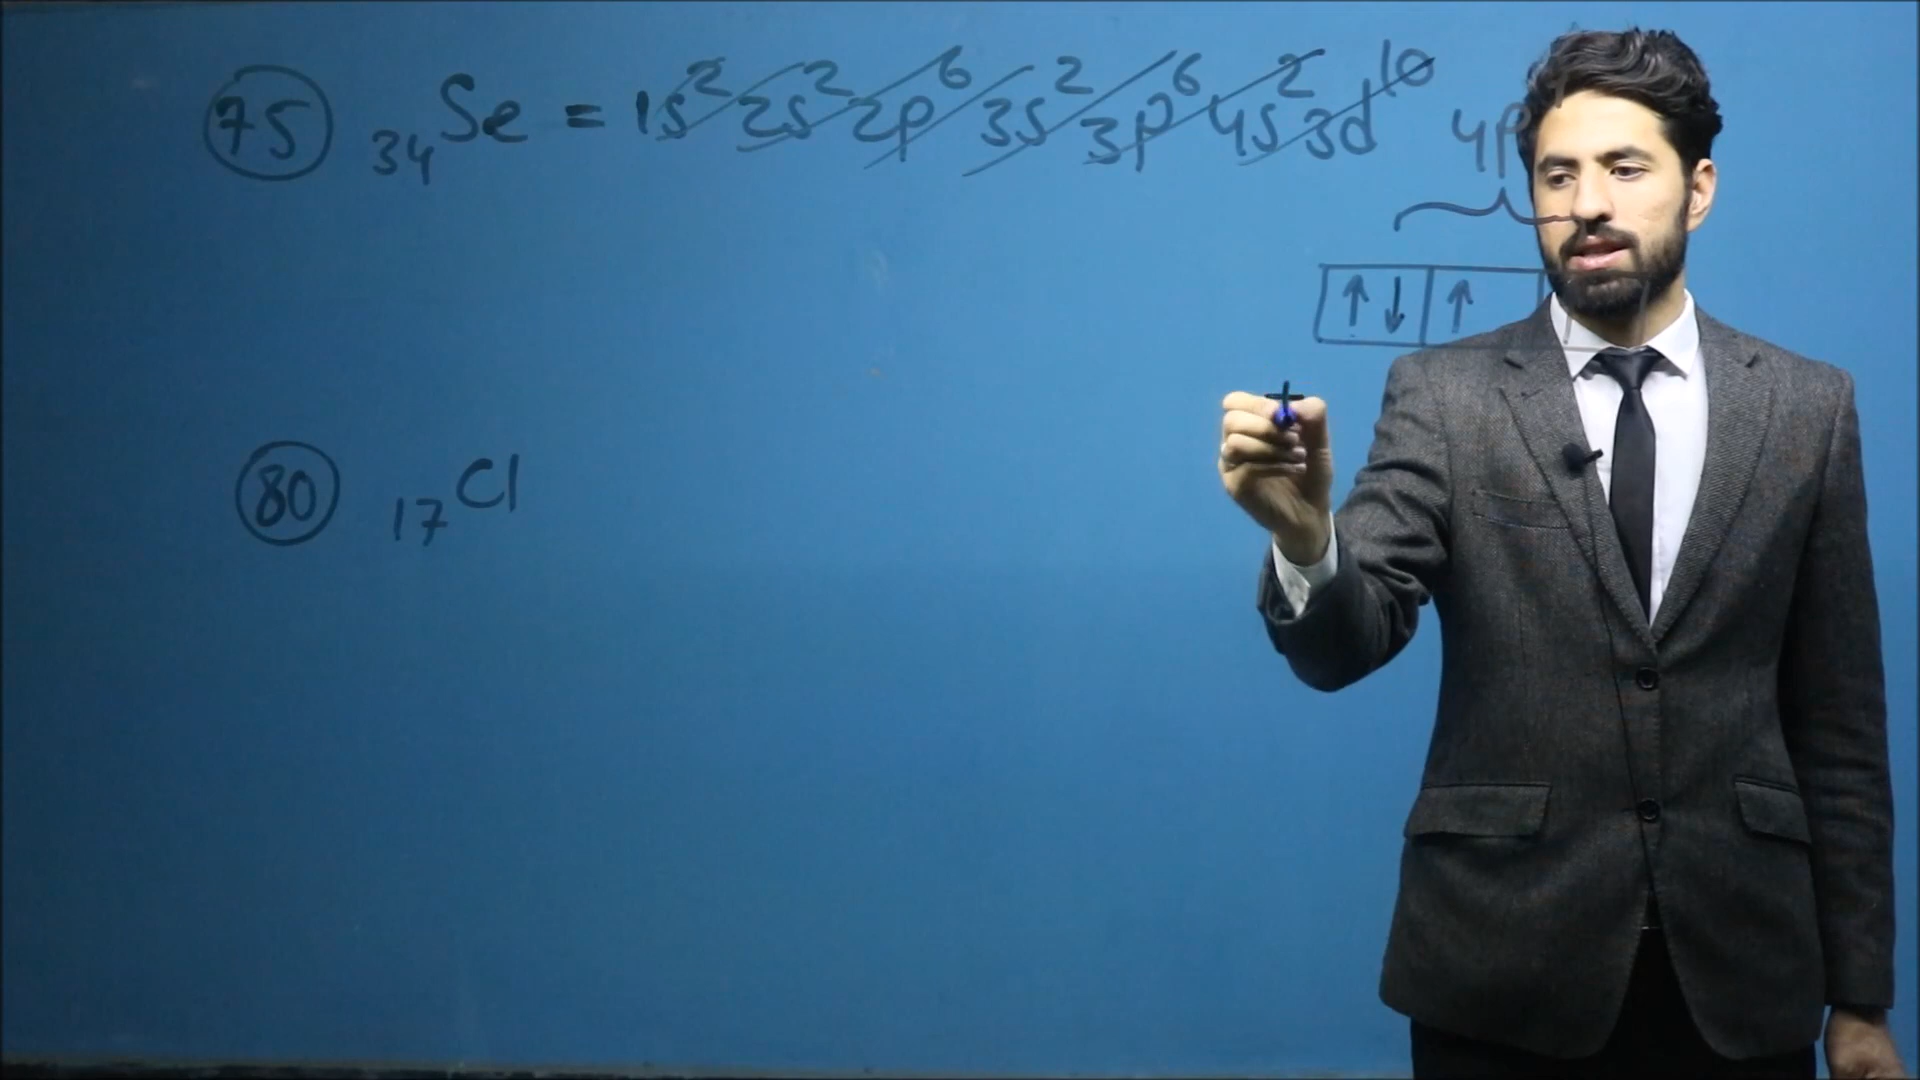 75 ₃₄Se = 1s² 2s² 2p⁶ 3s² 3p⁶ 4s² 3d¹⁰ 4p
↑↓ ↑
80 ₁₇Cl